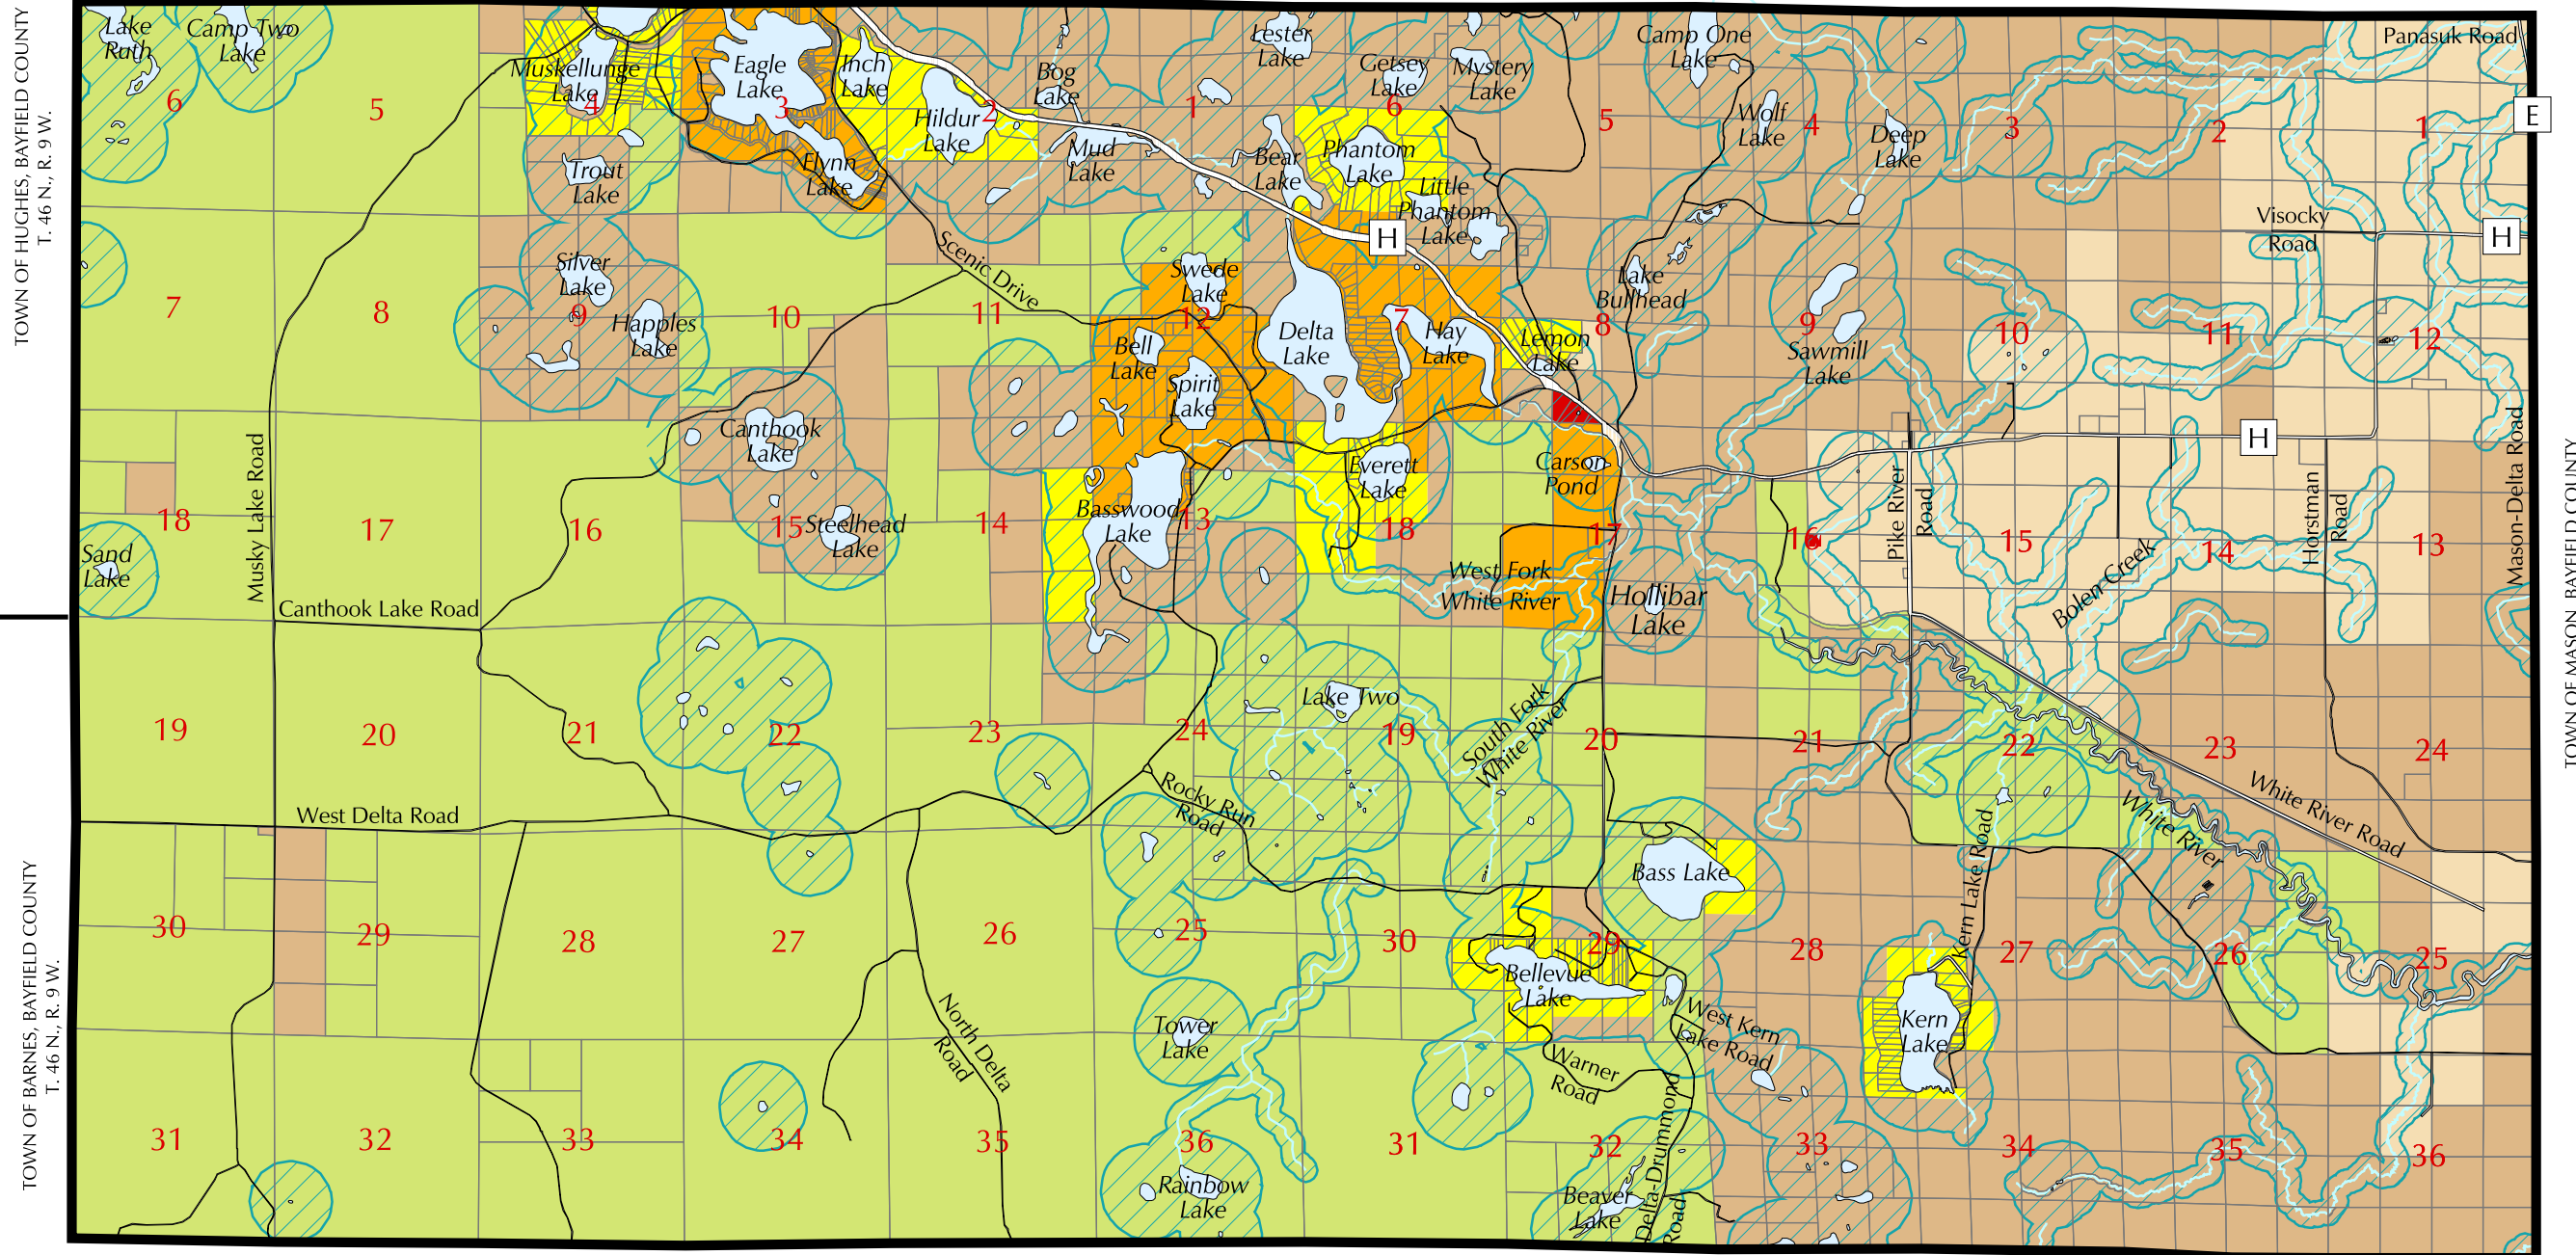 TOWN OF HUGHES, BAYFIELD COUNTY
T. 46 N., R. 9 W.
TOWN OF BARNES, BAYFIELD COUNTY
T. 46 N., R. 9 W.
TOWN OF MASON, BAYFIELD COUNTY
Lake
Ruth
Camp Two
Lake
Muskellunge
Lake
Eagle
Lake
Inch
Lake
Hildur
Lake
Bog
Lake
Lester
Lake
Getsey
Lake
Mystery
Lake
Camp One
Lake
Panasuk Road
E
6
5
4
3
2
1
6
5
4
3
2
1
Trout
Lake
Flynn
Lake
Mud
Lake
Bear
Lake
Phantom
Lake
Little
Phantom
Lake
Wolf
Lake
Deep
Lake
Visocky
Road
H
H
Scenic Drive
Silver
Lake
Happles
Lake
Swede
Lake
Bell
Lake
Spirit
Lake
Delta
Lake
Hay
Lake
Lemon
Lake
Lake
Bullhead
Sawmill
Lake
7
8
9
10
11
12
7
8
9
10
11
12
H
Musky Lake Road
Canthook
Lake
Steelhead
Lake
Basswood
Lake
Everett
Lake
Carson
Pond
Pike River
Road
Horstman
Road
Mason-Delta Road
18
17
16
15
14
13
18
17
16
15
14
13
Sand
Lake
West Fork
White River
Hollibar
Lake
Bolen Creek
Canthook Lake Road
Lake Two
South Fork
White River
19
20
21
22
23
24
19
20
21
22
23
24
West Delta Road
Rocky Run
Road
White River
White River Road
Kern Lake Road
Bass Lake
30
29
28
27
26
25
30
29
28
27
26
25
Bellevue
Lake
North Delta
Road
Tower
Lake
West Kern
Lake Road
Warner
Road
Kern
Lake
31
32
33
34
35
36
31
32
33
34
35
36
Rainbow
Lake
Beaver
Lake
Delta-Drummond
Road